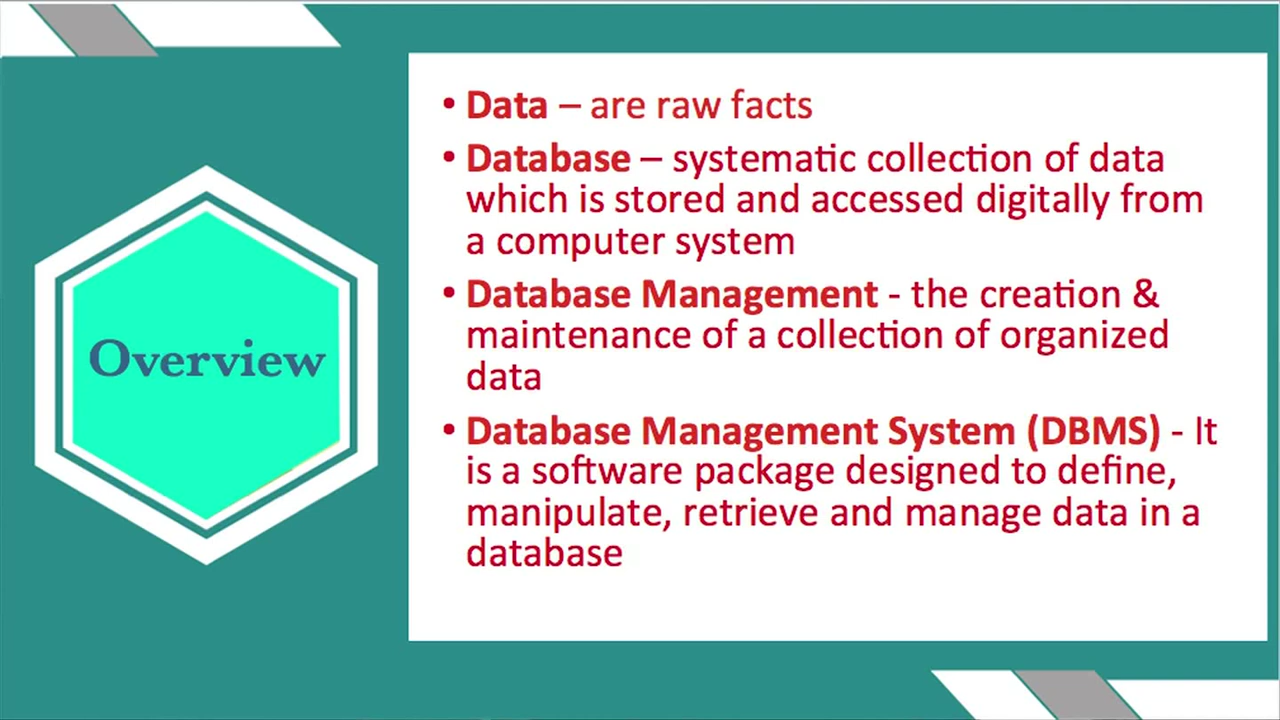 Overview
• Data – are raw facts
• Database – systematic collection of data
which is stored and accessed digitally from
a computer system
• Database Management - the creation &
maintenance of a collection of organized
data
• Database Management System (DBMS) - It
is a software package designed to define,
manipulate, retrieve and manage data in a
database